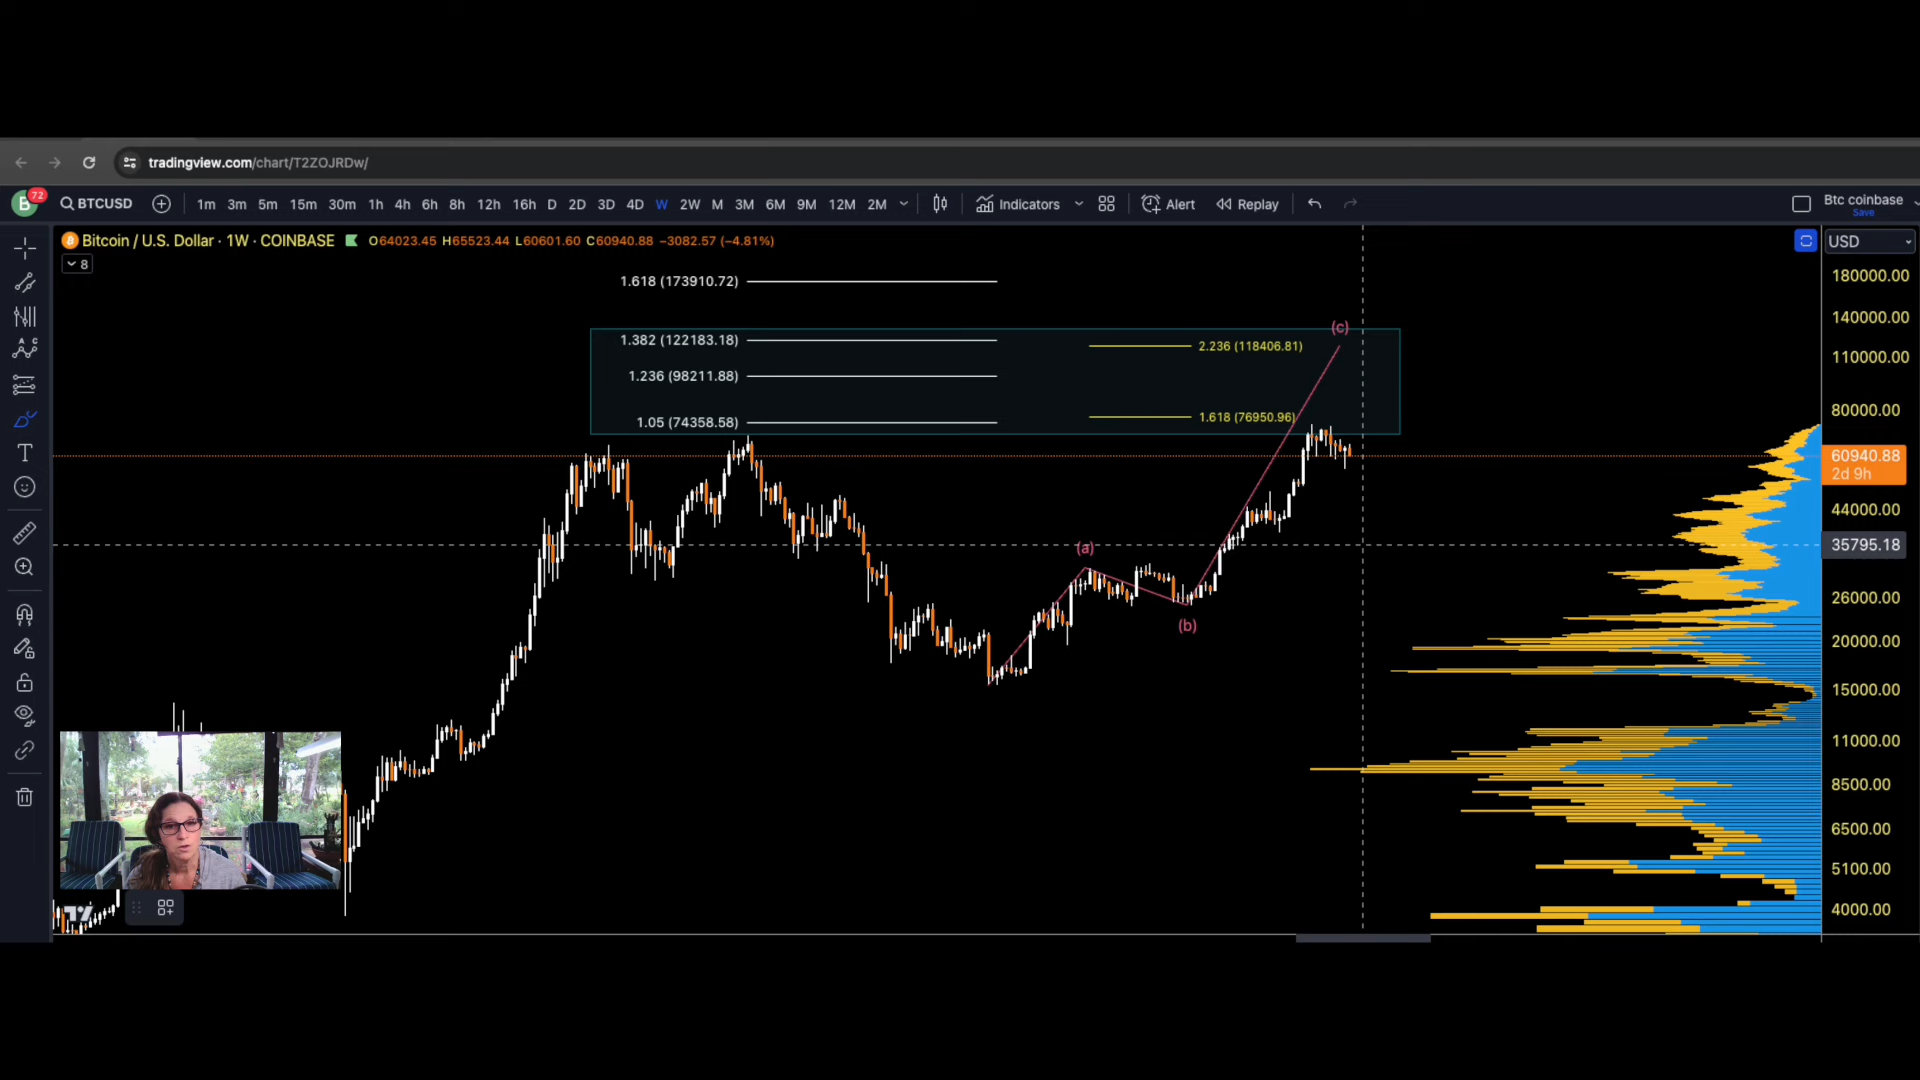 tradingview.com/chart/T2ZOJRDw/
B 72 BTCUSD 1m 3m 5m 15m 30m 1h 4h 6h 8h 12h 16h D 2D 3D 4D W 2W M 3M 6M 9M 12M 2M Indicators Alert Replay Btc coinbase
Save
Bitcoin / U.S. Dollar · 1W · COINBASE O64023.45 H65523.44 L60601.60 C60940.88 −3082.57 (−4.81%) USD
8
1.618 (173910.72)
180000.00
140000.00
(c)
1.382 (122183.18)
2.236 (118406.81)
110000.00
1.236 (98211.88)
80000.00
1.05 (74358.58)
1.618 (76950.96)
60940.88
2d 9h
44000.00
35795.18
(a)
26000.00
(b)
20000.00
15000.00
11000.00
8500.00
6500.00
5100.00
4000.00